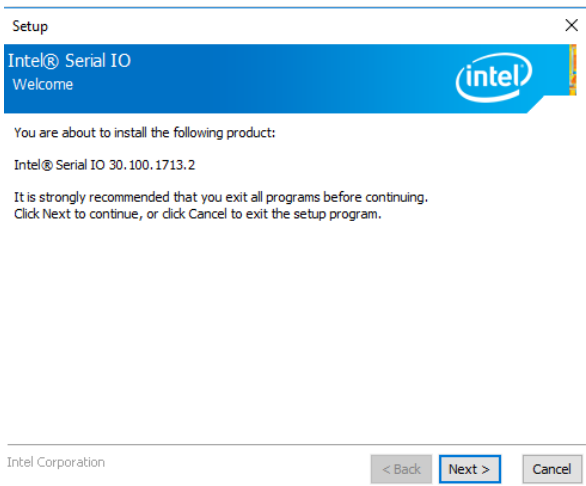 Setup
Intel® Serial IO
Welcome
intel
You are about to install the following product:
Intel® Serial IO 30.100.1713.2
It is strongly recommended that you exit all programs before continuing.
Click Next to continue, or click Cancel to exit the setup program.
Intel Corporation
< Back Next > Cancel